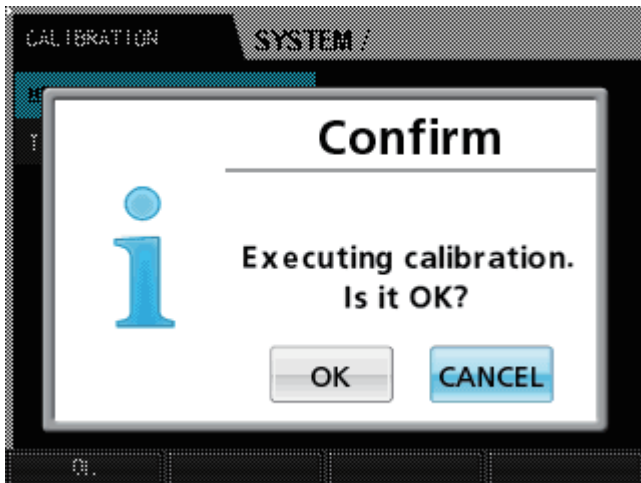 CALIBRATION
SYSTEM /
Confirm
Executing calibration.
Is it OK?
OK
CANCEL